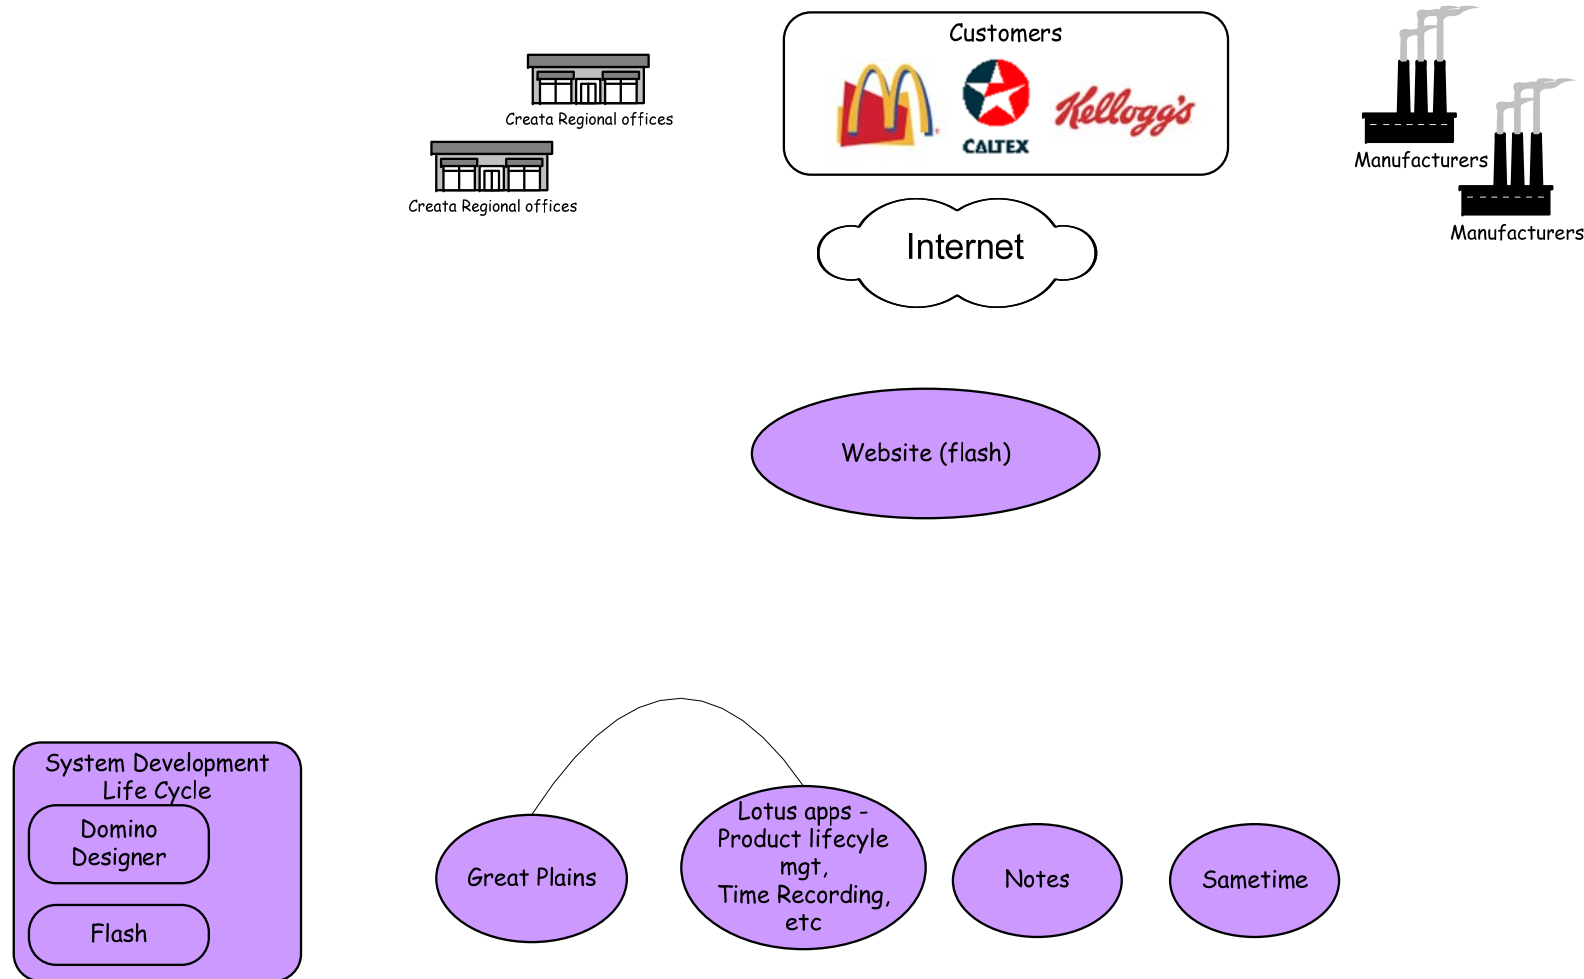 Customers
CALTEX
Kellogg's
Creata Regional offices
Creata Regional offices
Manufacturers
Manufacturers
Internet
Website (flash)
System Development
Life Cycle
Domino
Designer
Flash
Great Plains
Lotus apps -
Product lifecyle
mgt,
Time Recording,
etc
Notes
Sametime